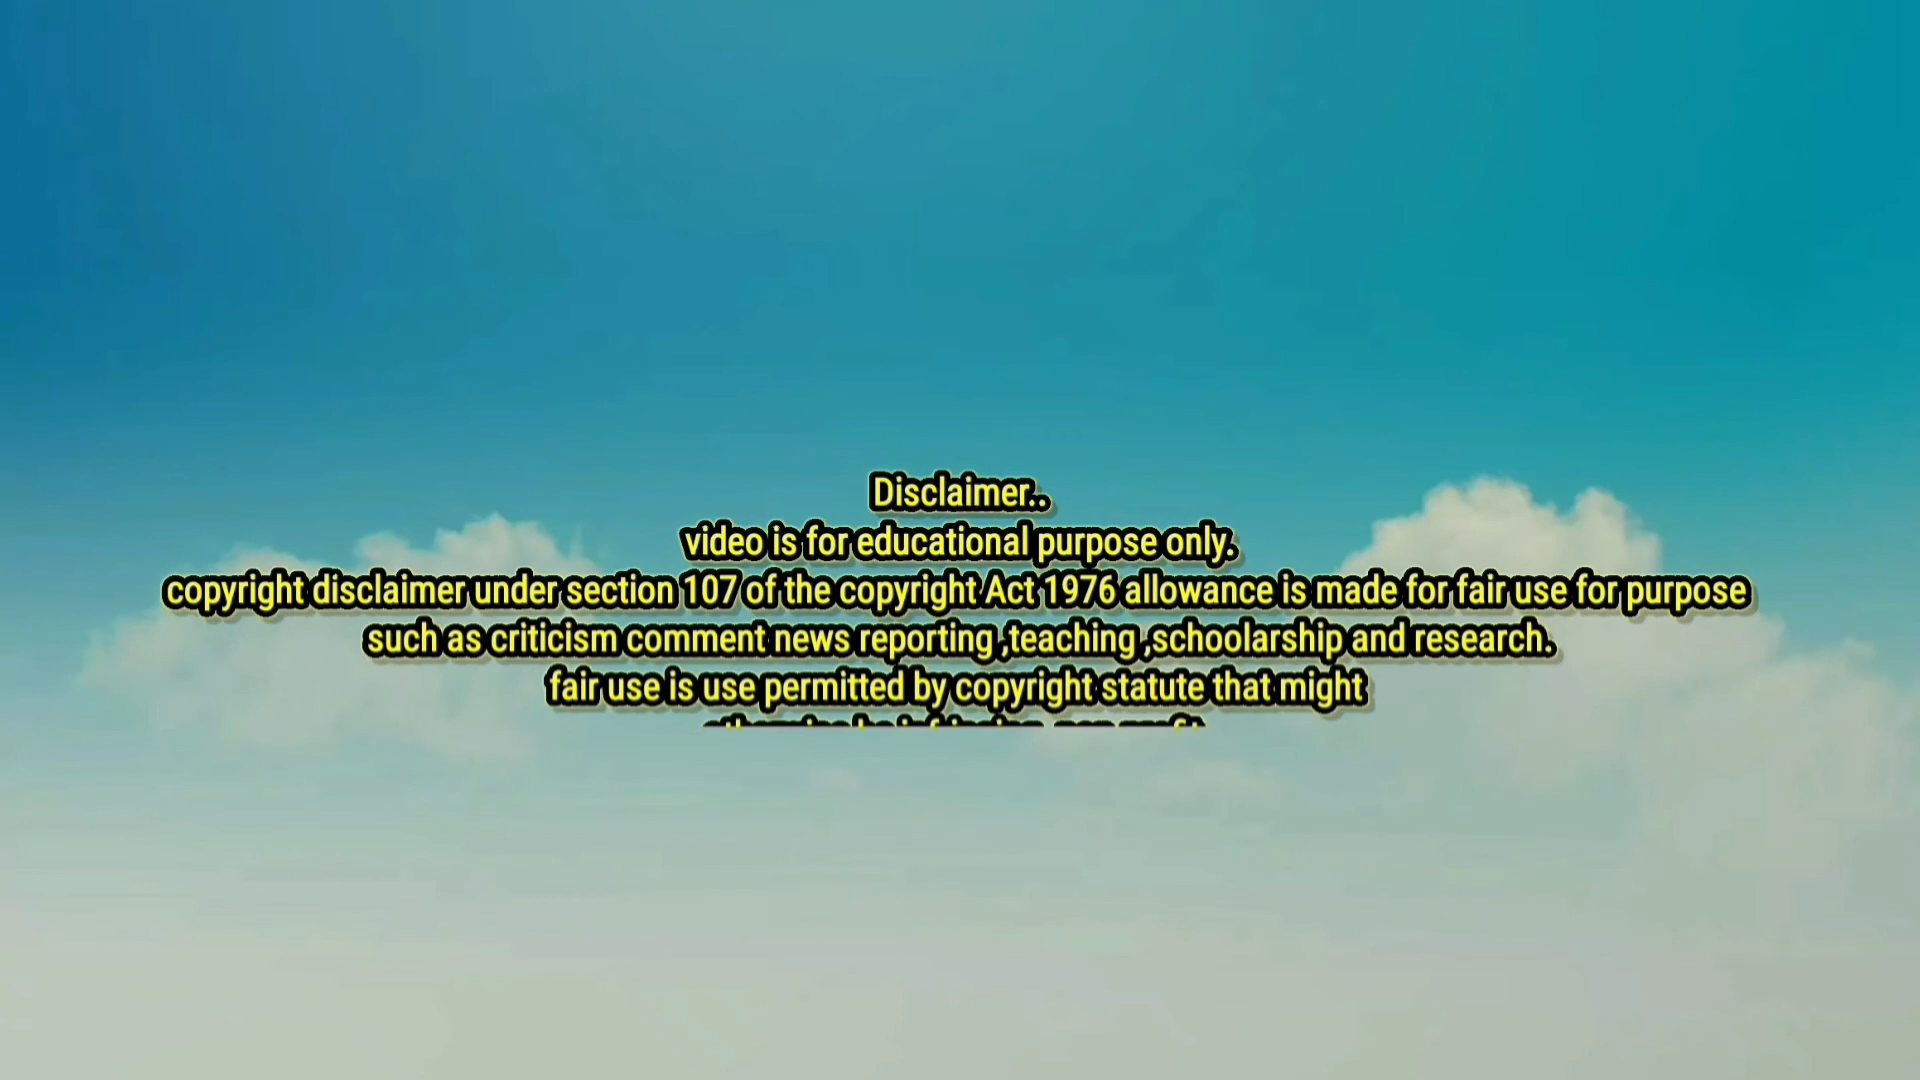 Disclaimer..
video is for educational purpose only.
copyright disclaimer under section 107 of the copyright Act 1976 allowance is made for fair use for purpose
such as criticism comment news reporting ,teaching ,schoolarship and research.
fair use is use permitted by copyright statute that might